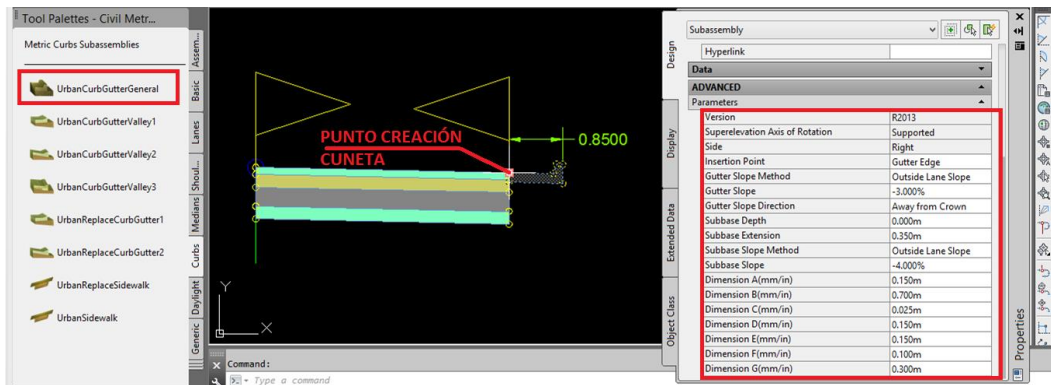 Tool Palettes - Civil Metr...
Metric Curbs Subassemblies
UrbanCurbGutterGeneral
UrbanCurbGutterValley1
UrbanCurbGutterValley2
UrbanCurbGutterValley3
UrbanReplaceCurbGutter1
UrbanReplaceCurbGutter2
UrbanReplaceSidewalk
UrbanSidewalk
Assem...
Basic
Lanes
Shoul...
Medians
Curbs
Daylight
Generic
PUNTO CREACIÓN
CUNETA
0.8500
Y
X
Command:
Type a command
Design
Display
Extended Data
Object Class
Subassembly
Hyperlink
Data
ADVANCED
Parameters
Version R2013
Superelevation Axis of Rotation Supported
Side Right
Insertion Point Gutter Edge
Gutter Slope Method Outside Lane Slope
Gutter Slope -3.000%
Gutter Slope Direction Away from Crown
Subbase Depth 0.000m
Subbase Extension 0.350m
Subbase Slope Method Outside Lane Slope
Subbase Slope -4.000%
Dimension A(mm/in) 0.150m
Dimension B(mm/in) 0.700m
Dimension C(mm/in) 0.025m
Dimension D(mm/in) 0.150m
Dimension E(mm/in) 0.150m
Dimension F(mm/in) 0.100m
Dimension G(mm/in) 0.300m
Properties